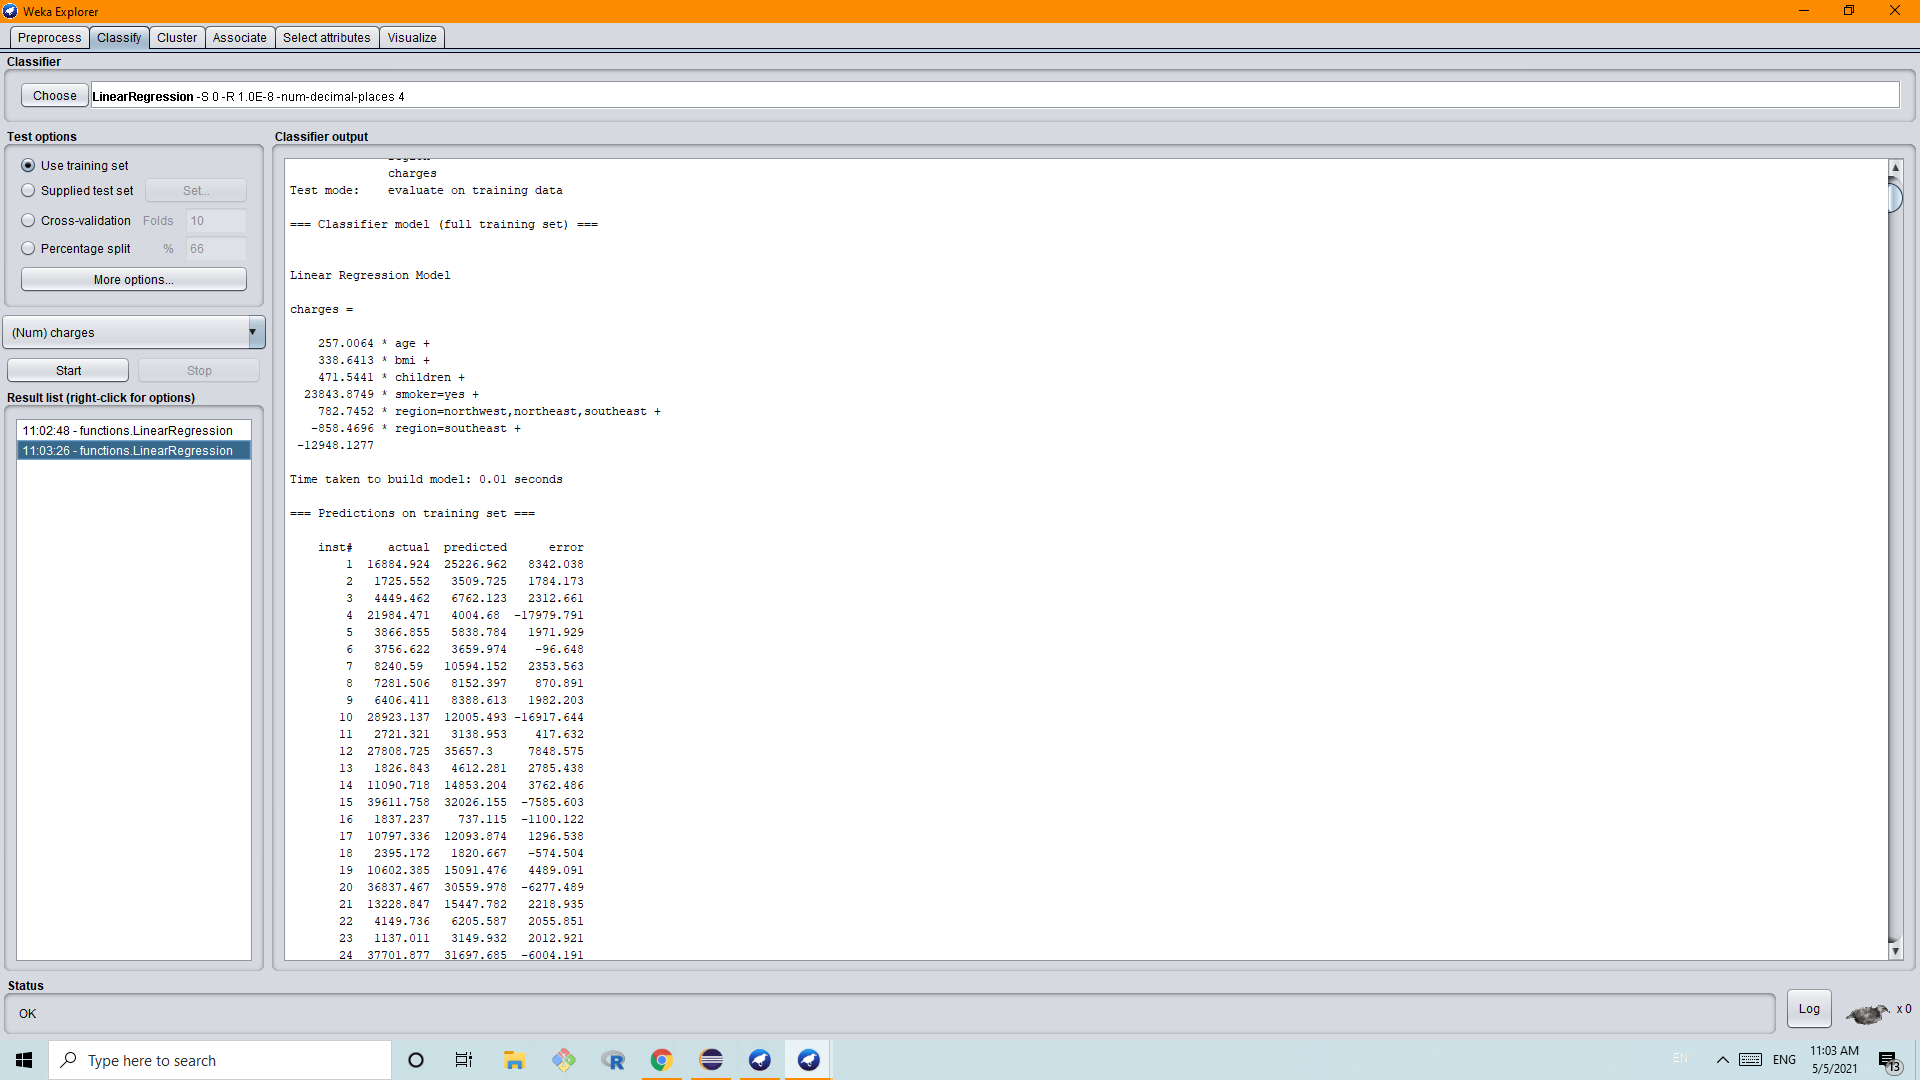 Weka Explorer
Preprocess Classify Cluster Associate Select attributes Visualize
Classifier
Choose LinearRegression -S 0 -R 1.0E-8 -num-decimal-places 4
Test options
Use training set
Supplied test set Set...
Cross-validation Folds 10
Percentage split % 66
More options...
(Num) charges
Start Stop
Result list (right-click for options)
11:02:48 - functions.LinearRegression
11:03:26 - functions.LinearRegression
Classifier output
region
charges
Test mode: evaluate on training data
=== Classifier model (full training set) ===
Linear Regression Model
charges =
257.0064 * age +
338.6413 * bmi +
471.5441 * children +
23843.8749 * smoker=yes +
782.7452 * region=northwest,northeast,southeast +
-858.4696 * region=southeast +
-12948.1277
Time taken to build model: 0.01 seconds
=== Predictions on training set ===
inst# actual predicted error
1 16884.924 25226.962 8342.038
2 1725.552 3509.725 1784.173
3 4449.462 6762.123 2312.661
4 21984.471 4004.68 -17979.791
5 3866.855 5838.784 1971.929
6 3756.622 3659.974 -96.648
7 8240.59 10594.152 2353.563
8 7281.506 8152.397 870.891
9 6406.411 8388.613 1982.203
10 28923.137 12005.493 -16917.644
11 2721.321 3138.953 417.632
12 27808.725 35657.3 7848.575
13 1826.843 4612.281 2785.438
14 11090.718 14853.204 3762.486
15 39611.758 32026.155 -7585.603
16 1837.237 737.115 -1100.122
17 10797.336 12093.874 1296.538
18 2395.172 1820.667 -574.504
19 10602.385 15091.476 4489.091
20 36837.467 30559.978 -6277.489
21 13228.847 15447.782 2218.935
22 4149.736 6205.587 2055.851
23 1137.011 3149.932 2012.921
24 37701.877 31697.685 -6004.191
Status
OK
Log x 0
Type here to search
EN
ENG
11:03 AM
5/5/2021
13